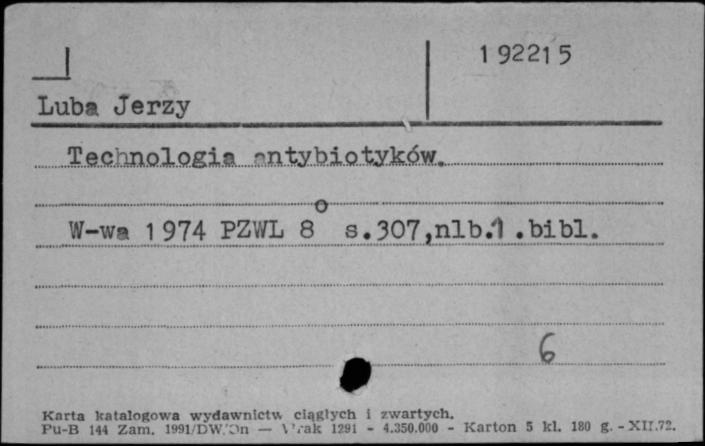 192215
Luba Jerzy
Technologia antybiotyków.
W-wa 1974 PZWL 8° s.307,nlb.1 .bibl.
6
Karta katalogowa wydawnictw ciągłych i zwartych.
Pu-B 144 Zam. 1991/DW. — 1291 - 4.350.000 - Karton 5 kl. 180 g. - XII.72.